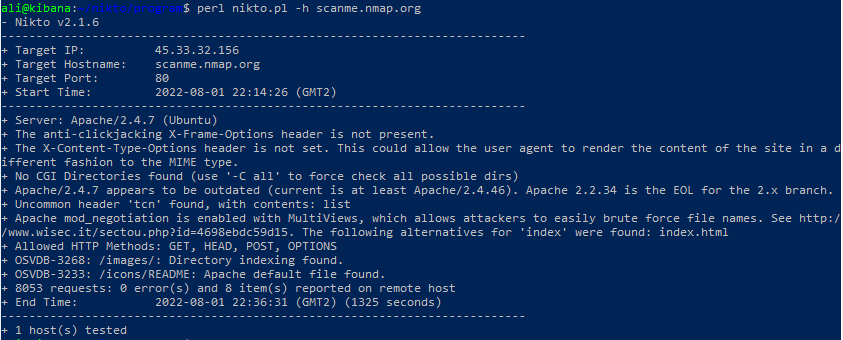 ali@kibana:~/nikto/program$ perl nikto.pl -h scanme.nmap.org
- Nikto v2.1.6
---------------------------------------------------------------------------
+ Target IP:          45.33.32.156
+ Target Hostname:    scanme.nmap.org
+ Target Port:        80
+ Start Time:         2022-08-01 22:14:26 (GMT2)
---------------------------------------------------------------------------
+ Server: Apache/2.4.7 (Ubuntu)
+ The anti-clickjacking X-Frame-Options header is not present.
+ The X-Content-Type-Options header is not set. This could allow the user agent to render the content of the site in a d
ifferent fashion to the MIME type.
+ No CGI Directories found (use '-C all' to force check all possible dirs)
+ Apache/2.4.7 appears to be outdated (current is at least Apache/2.4.46). Apache 2.2.34 is the EOL for the 2.x branch.
+ Uncommon header 'tcn' found, with contents: list
+ Apache mod_negotiation is enabled with MultiViews, which allows attackers to easily brute force file names. See http:/
/www.wisec.it/sectou.php?id=4698ebdc59d15. The following alternatives for 'index' were found: index.html
+ Allowed HTTP Methods: GET, HEAD, POST, OPTIONS
+ OSVDB-3268: /images/: Directory indexing found.
+ OSVDB-3233: /icons/README: Apache default file found.
+ 8053 requests: 0 error(s) and 8 item(s) reported on remote host
+ End Time:           2022-08-01 22:36:31 (GMT2) (1325 seconds)
---------------------------------------------------------------------------
+ 1 host(s) tested